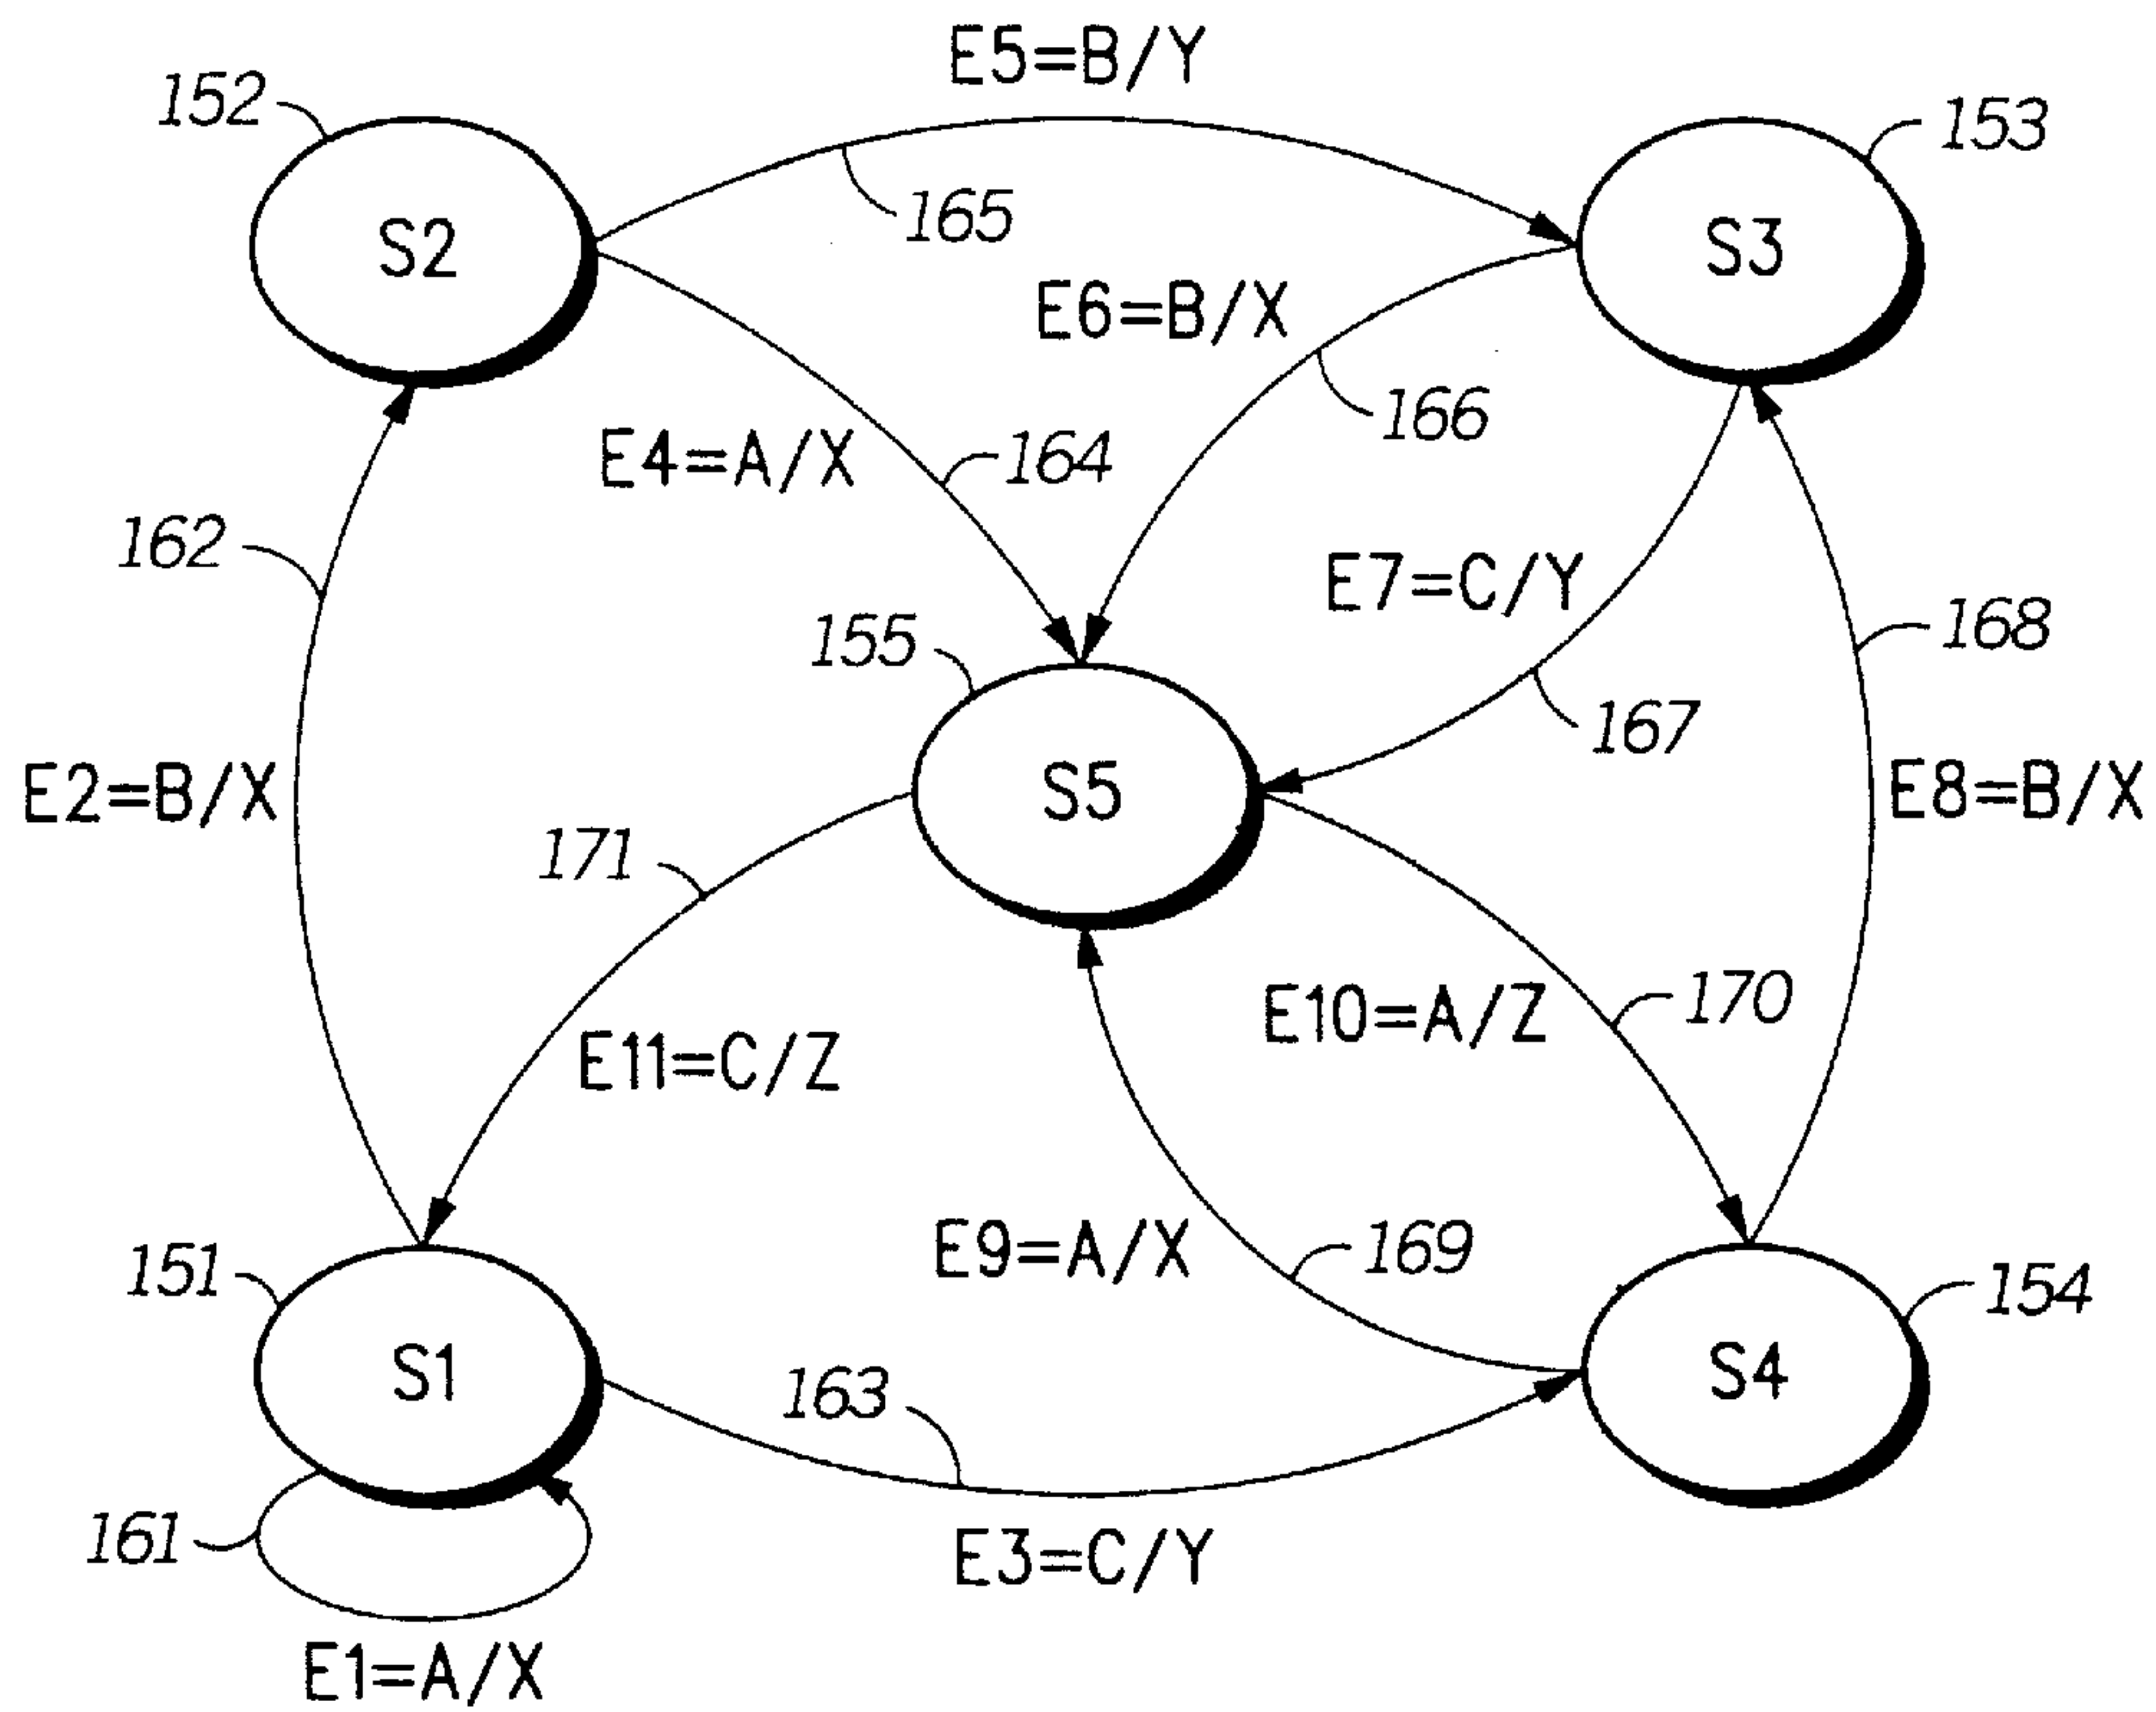 E5=B/Y
152
153
165
S2
S3
E6=B/X
166
E4=A/X
164
162
E7=C/Y
155
168
167
E2=B/X
S5
E8=B/X
171
170
E10=A/Z
E11=C/Z
E9=A/X
169
151
154
S1
S4
163
161
E3=C/Y
E1=A/X